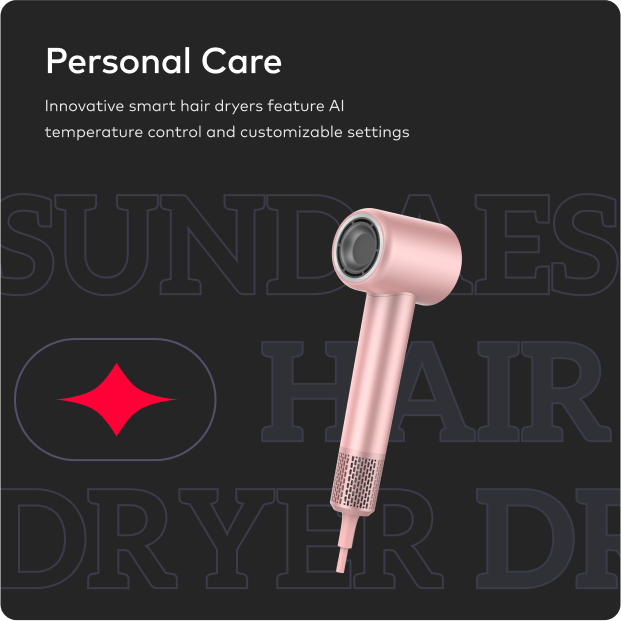 Personal Care
Innovative smart hair dryers feature AI
temperature control and customizable settings
SUNDAES
HAIR
DRYER DR